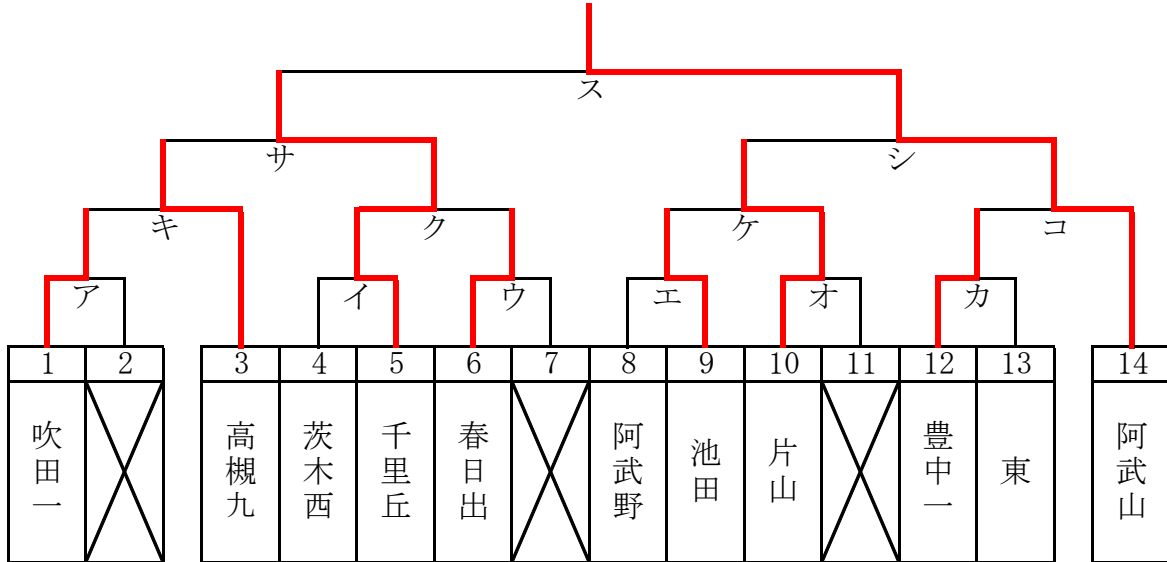 ス
サ シ
キ ク ケ コ
ア イ ウ エ オ カ
1 2 3 4 5 6 7 8 9 10 11 12 13 14
吹田一
高槻九
茨木西
千里丘
春日出
阿武野
池田
片山
豊中一
東
阿武山